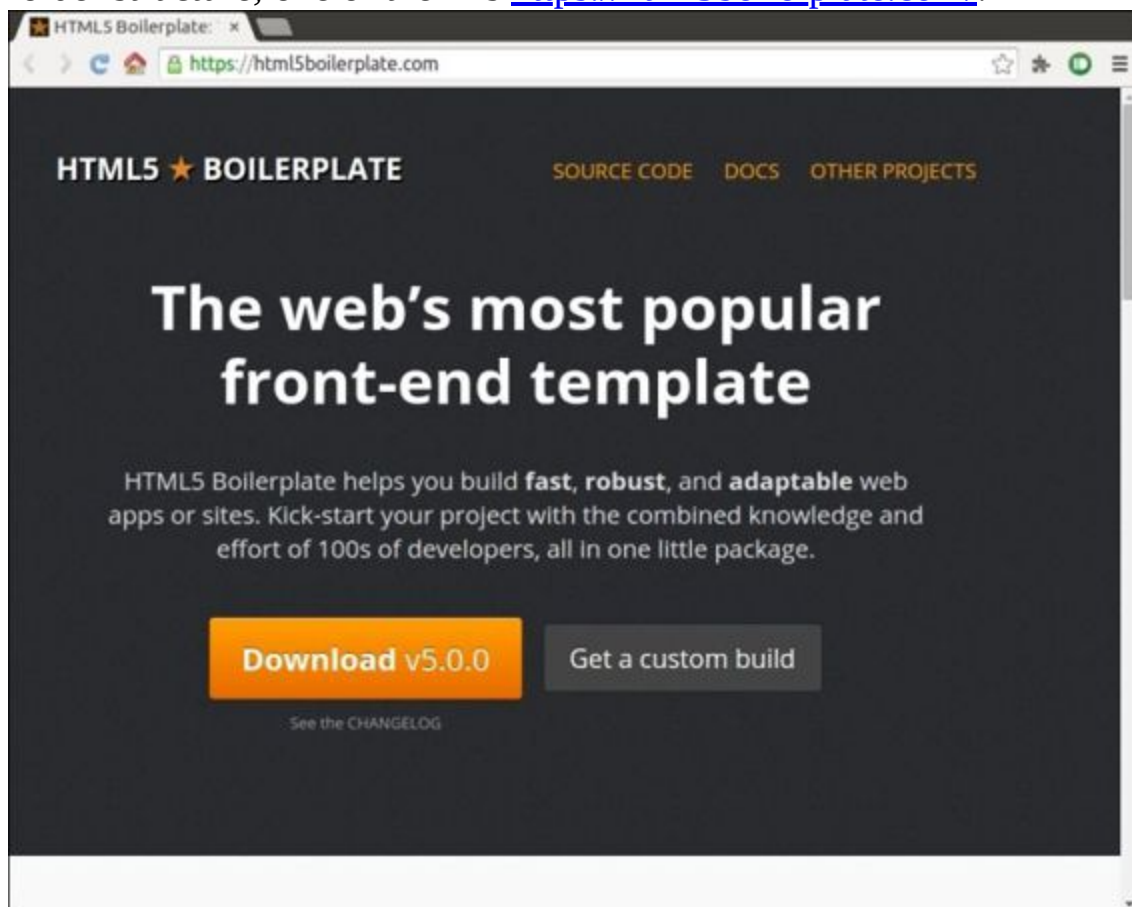 HTML5 Boilerplate:
https://html5boilerplate.com
HTML5 ★ BOILERPLATE
SOURCE CODE DOCS OTHER PROJECTS
The web's most popular
front-end template
HTML5 Boilerplate helps you build fast, robust, and adaptable web
apps or sites. Kick-start your project with the combined knowledge and
effort of 100s of developers, all in one little package.
Download v5.0.0
Get a custom build
See the CHANGELOG